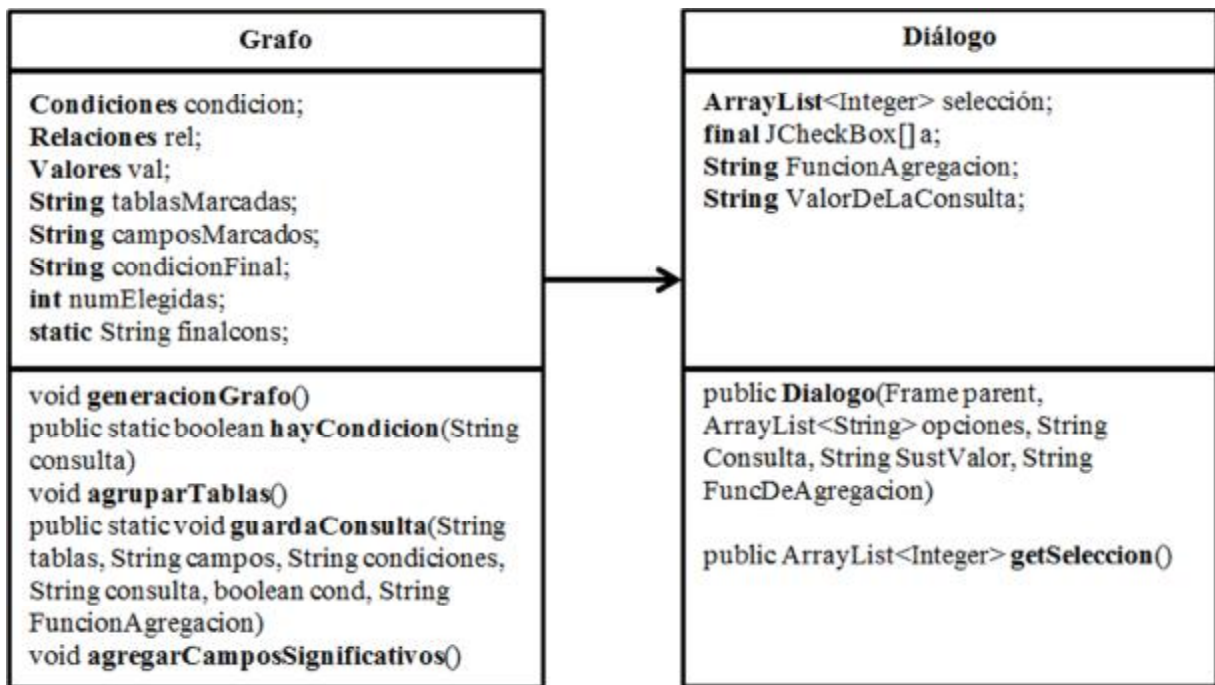 Grafo
Condiciones condicion;
Relaciones rel;
Valores val;
String tablasMarcadas;
String camposMarcados;
String condicionFinal;
int numElegidas;
static String finalcons;
void generacionGrafo()
public static boolean hayCondicion(String
consulta)
void agruparTablas()
public static void guardaConsulta(String
tablas, String campos, String condiciones,
String consulta, boolean cond, String
FuncionAgregacion)
void agregarCamposSignificativos()
Diálogo
ArrayList<Integer> selección;
final JCheckBox[] a;
String FuncionAgregacion;
String ValorDeLaConsulta;
public Dialogo(Frame parent,
ArrayList<String> opciones, String
Consulta, String SustValor, String
FuncDeAgregacion)
public ArrayList<Integer> getSeleccion()